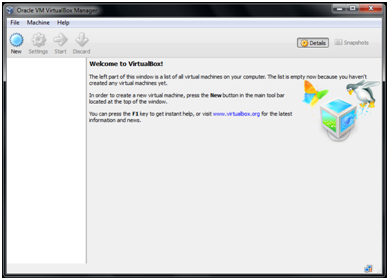 Oracle VM VirtualBox Manager
File Machine Help
New Settings Start Discard
Details Snapshots
Welcome to VirtualBox!
The left part of this window is a list of all virtual machines on your computer. The list is empty now because you haven't
created any virtual machines yet.
In order to create a new virtual machine, press the New button in the main tool bar
located at the top of the window.
You can press the F1 key to get instant help, or visit www.virtualbox.org for the latest
information and news.